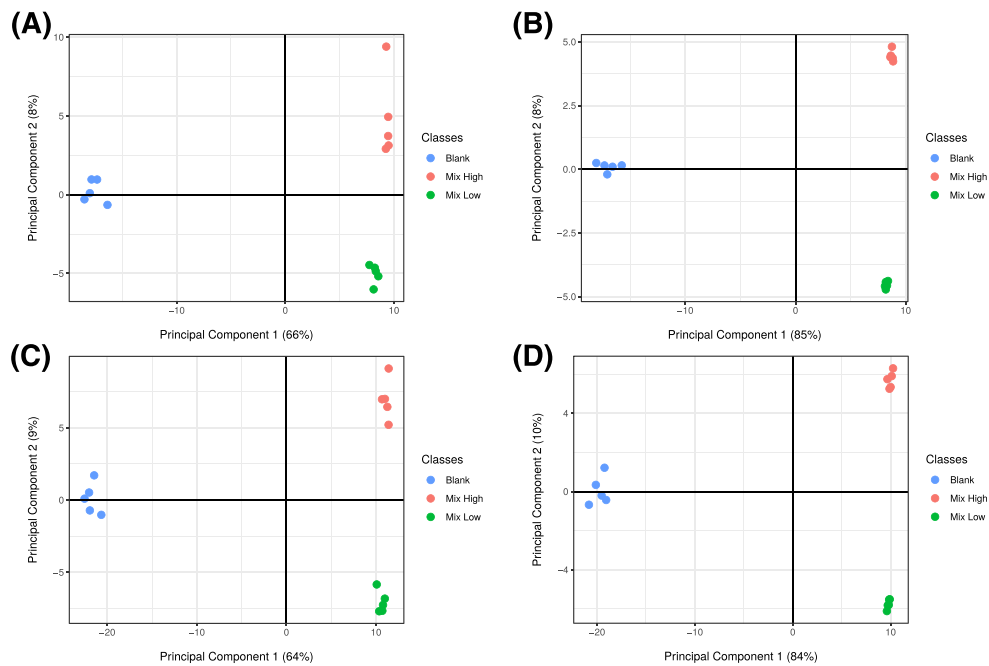 (A)
Principal Component 2 (8%)
10
5
0
−5
−10
0
10
Principal Component 1 (66%)
Classes
Blank
Mix High
Mix Low
(B)
Principal Component 2 (8%)
5.0
2.5
0.0
−2.5
−5.0
−10
0
10
Principal Component 1 (85%)
Classes
Blank
Mix High
Mix Low
(C)
Principal Component 2 (9%)
5
0
−5
−20
−10
0
10
Principal Component 1 (64%)
Classes
Blank
Mix High
Mix Low
(D)
Principal Component 2 (10%)
4
0
−4
−20
−10
0
10
Principal Component 1 (84%)
Classes
Blank
Mix High
Mix Low